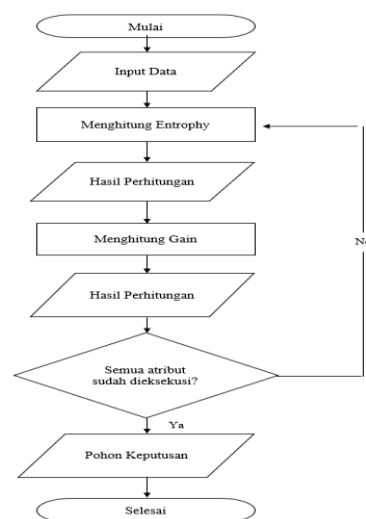 Mulai
Input Data
Menghitung Entrophy
Hasil Perhitungan
Menghitung Gain
Hasil Perhitungan
Semua atribut
sudah dieksekusi?
Ya
Pohon Keputusan
Selesai